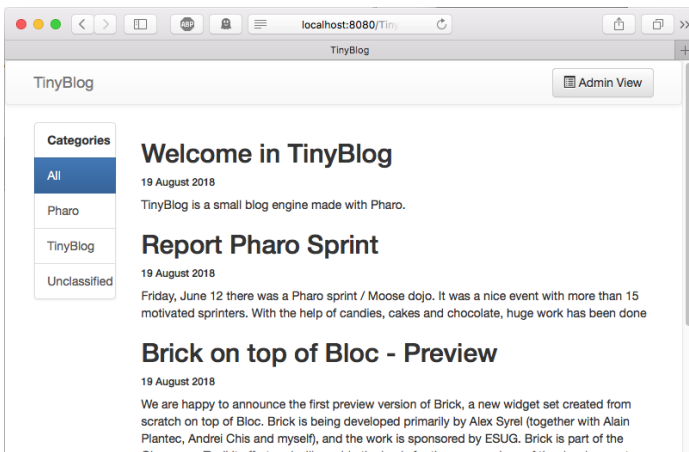 ABP
localhost:8080/Tiny
TinyBlog
TinyBlog
Admin View
Categories
All
Pharo
TinyBlog
Unclassified
Welcome in TinyBlog
19 August 2018
TinyBlog is a small blog engine made with Pharo.
Report Pharo Sprint
19 August 2018
Friday, June 12 there was a Pharo sprint / Moose dojo. It was a nice event with more than 15
motivated sprinters. With the help of candies, cakes and chocolate, huge work has been done
Brick on top of Bloc - Preview
19 August 2018
We are happy to announce the first preview version of Brick, a new widget set created from
scratch on top of Bloc. Brick is being developed primarily by Alex Syrel (together with Alain
Plantec, Andrei Chis and myself), and the work is sponsored by ESUG. Brick is part of the